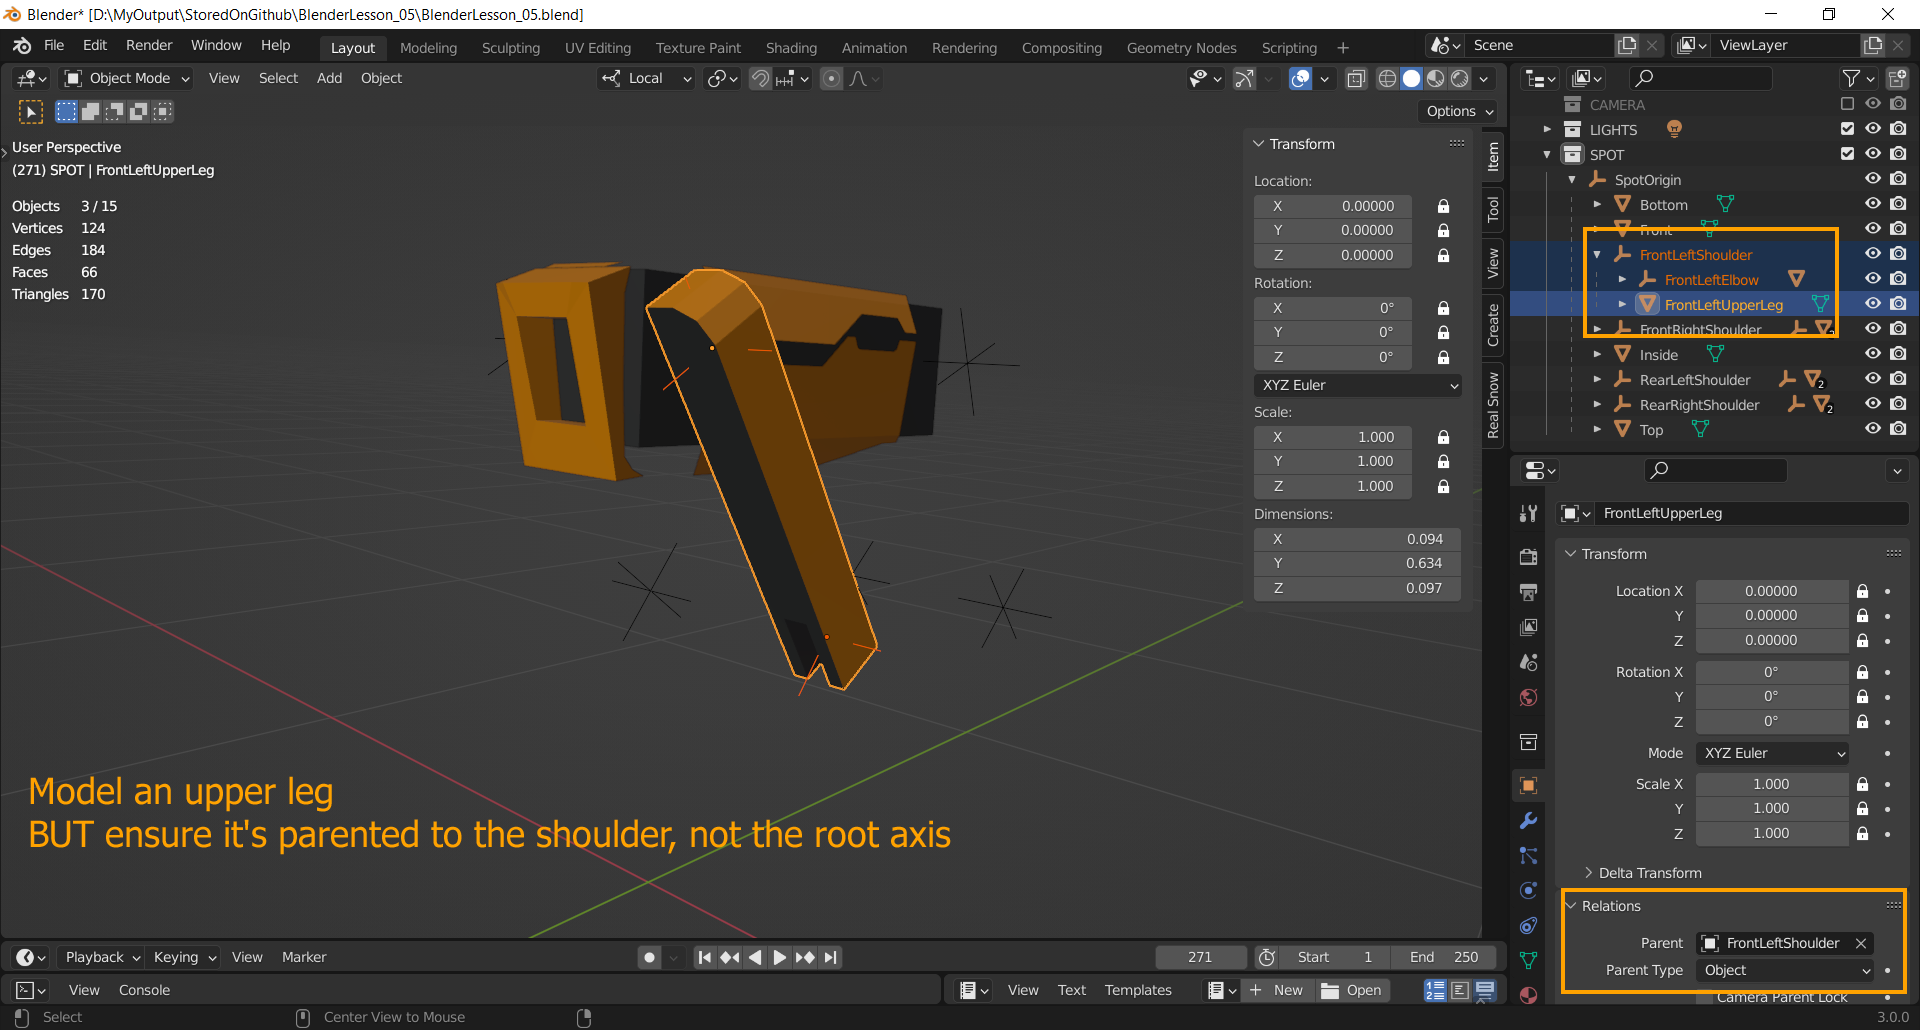 Blender* [D:\MyOutput\StoredOnGithub\BlenderLesson_05\BlenderLesson_05.blend]
File Edit Render Window Help Layout Modeling Sculpting UV Editing Texture Paint Shading Animation Rendering Compositing Geometry Nodes Scripting + Scene ViewLayer
Object Mode View Select Add Object Local
Options
User Perspective
(271) SPOT | FrontLeftUpperLeg
Objects 3 / 15
Vertices 124
Edges 184
Faces 66
Triangles 170
Transform
Location:
X 0.00000
Y 0.00000
Z 0.00000
Rotation:
X 0°
Y 0°
Z 0°
XYZ Euler
Scale:
X 1.000
Y 1.000
Z 1.000
Dimensions:
X 0.094
Y 0.634
Z 0.097
Item
Tool
View
Create
Real Snow
CAMERA
LIGHTS
SPOT
SpotOrigin
Bottom
Front
FrontLeftShoulder
FrontLeftElbow
FrontLeftUpperLeg
FrontRightShoulder
Inside
RearLeftShoulder 2
RearRightShoulder 2
Top
FrontLeftUpperLeg
Transform
Location X 0.00000
Y 0.00000
Z 0.00000
Rotation X 0°
Y 0°
Z 0°
Mode XYZ Euler
Scale X 1.000
Y 1.000
Z 1.000
Delta Transform
Relations
Parent FrontLeftShoulder
Parent Type Object
Camera Parent Lock
Model an upper leg
BUT ensure it's parented to the shoulder, not the root axis
Playback Keying View Marker 271 Start 1 End 250
View Console View Text Templates New Open
Select Center View to Mouse 3.0.0